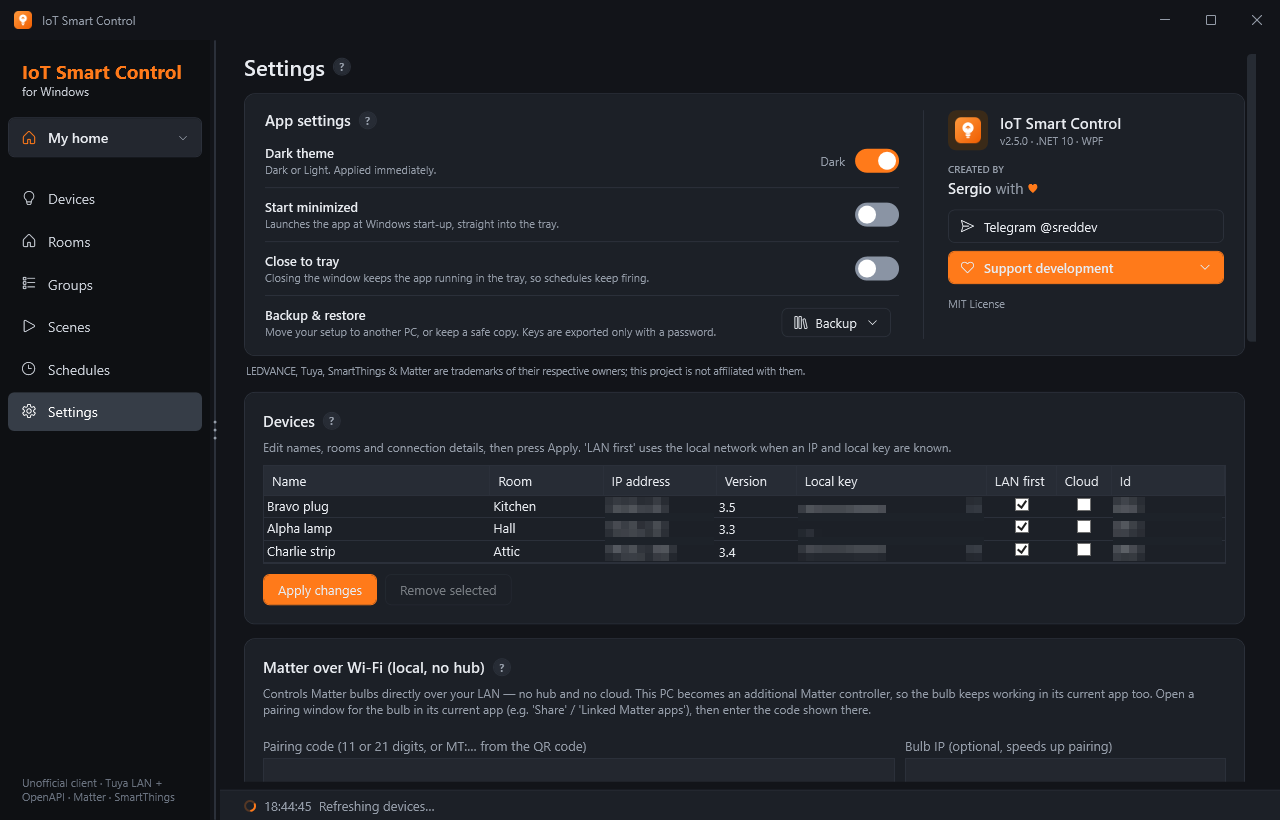 IoT Smart Control
IoT Smart Control
for Windows
My home
Devices
Rooms
Groups
Scenes
Schedules
Settings
Unofficial client · Tuya LAN +
OpenAPI · Matter · SmartThings
Settings ?
App settings ?
Dark theme
Dark or Light. Applied immediately.
Dark
Start minimized
Launches the app at Windows start-up, straight into the tray.
Close to tray
Closing the window keeps the app running in the tray, so schedules keep firing.
Backup & restore
Move your setup to another PC, or keep a safe copy. Keys are exported only with a password.
Backup
IoT Smart Control
v2.5.0 · .NET 10 · WPF
CREATED BY
Sergio with
Telegram @sreddev
Support development
MIT License
LEDVANCE, Tuya, SmartThings & Matter are trademarks of their respective owners; this project is not affiliated with them.
Devices ?
Edit names, rooms and connection details, then press Apply. 'LAN first' uses the local network when an IP and local key are known.
Name Room IP address Version Local key LAN first Cloud Id
Bravo plug Kitchen 3.5
Alpha lamp Hall 3.3
Charlie strip Attic 3.4
Apply changes Remove selected
Matter over Wi-Fi (local, no hub) ?
Controls Matter bulbs directly over your LAN — no hub and no cloud. This PC becomes an additional Matter controller, so the bulb keeps working in its current app too. Open a
pairing window for the bulb in its current app (e.g. 'Share' / 'Linked Matter apps'), then enter the code shown there.
Pairing code (11 or 21 digits, or MT:... from the QR code) Bulb IP (optional, speeds up pairing)
18:44:45 Refreshing devices...